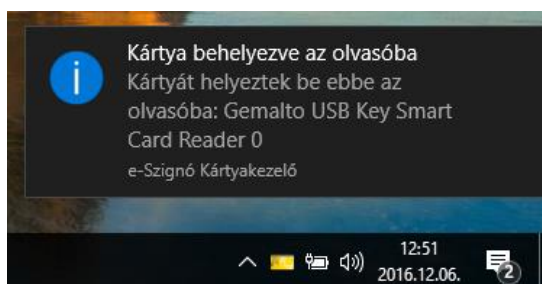 Kártya behelyezve az olvasóba
Kártyát helyeztek be ebbe az
olvasóba: Gemalto USB Key Smart
Card Reader 0
e-Szignó Kártyakezelő
12:51
2016.12.06.
2